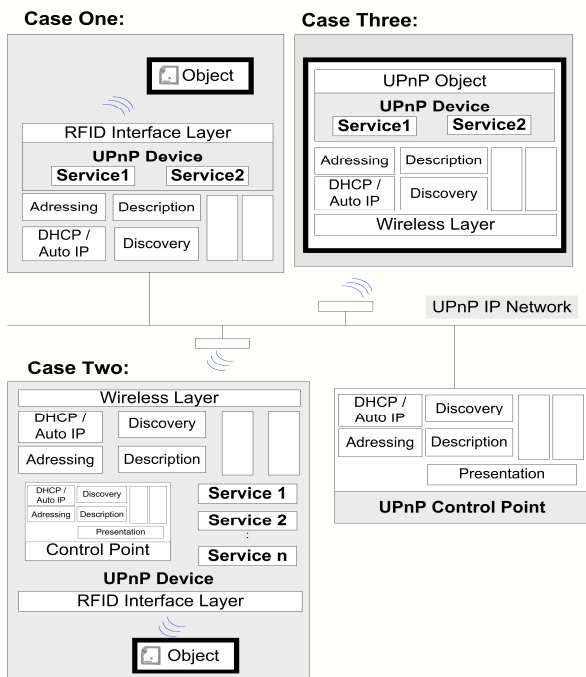 Case One:
Object
RFID Interface Layer
UPnP Device
Service1 Service2
Adressing Description
DHCP /
Auto IP
Discovery
Case Three:
UPnP Object
UPnP Device
Service1 Service2
Adressing Description
DHCP /
Auto IP
Discovery
Wireless Layer
UPnP IP Network
Case Two:
Wireless Layer
DHCP /
Auto IP
Discovery
Adressing Description
DHCP /
Auto IP
Discovery
Adressing Description
Presentation
Control Point
Service 1
Service 2
:
Service n
UPnP Device
RFID Interface Layer
Object
DHCP /
Auto IP
Discovery
Adressing Description
Presentation
UPnP Control Point